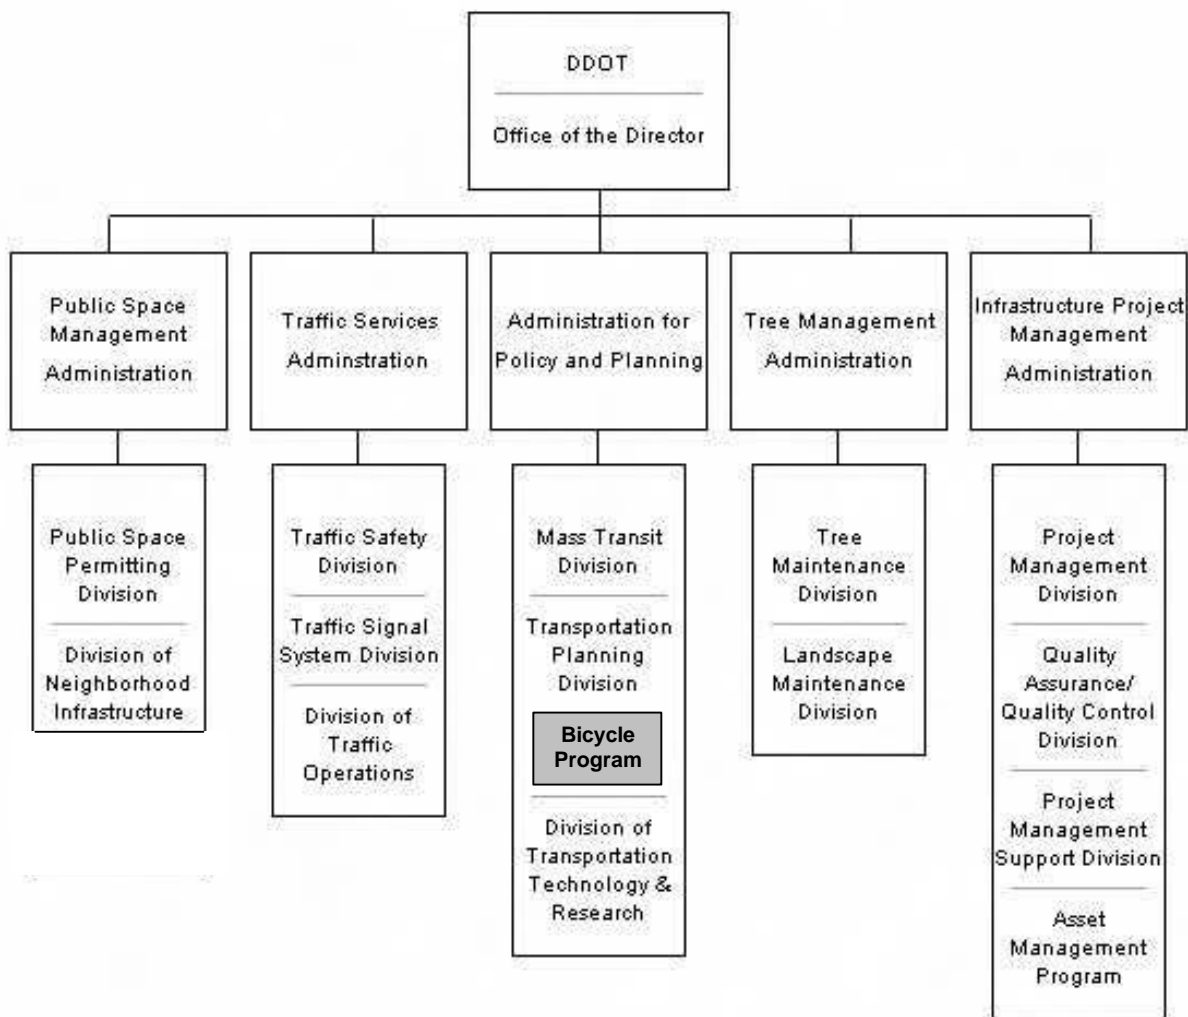 DDOT
Office of the Director
Public Space
Management
Administration
Traffic Services
Adminstration
Administration for
Policy and Planning
Tree Management
Administration
Infrastructure Project
Management
Administration
Public Space
Permitting
Division
Division of
Neighborhood
Infrastructure
Traffic Safety
Division
Traffic Signal
System Division
Division of
Traffic
Operations
Mass Transit
Division
Transportation
Planning
Division
Bicycle
Program
Division of
Transportation
Technology &
Research
Tree
Maintenance
Division
Landscape
Maintenance
Division
Project
Management
Division
Quality
Assurance/
Quality Control
Division
Project
Management
Support Division
Asset
Management
Program